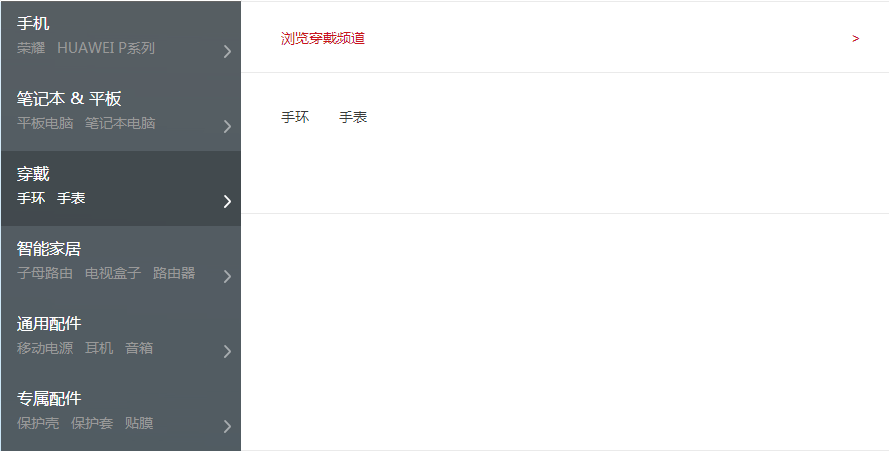 手机
荣耀 HUAWEI P系列
笔记本 & 平板
平板电脑 笔记本电脑
穿戴
手环 手表
智能家居
子母路由 电视盒子 路由器
通用配件
移动电源 耳机 音箱
专属配件
保护壳 保护套 贴膜
浏览穿戴频道 >
手环 手表